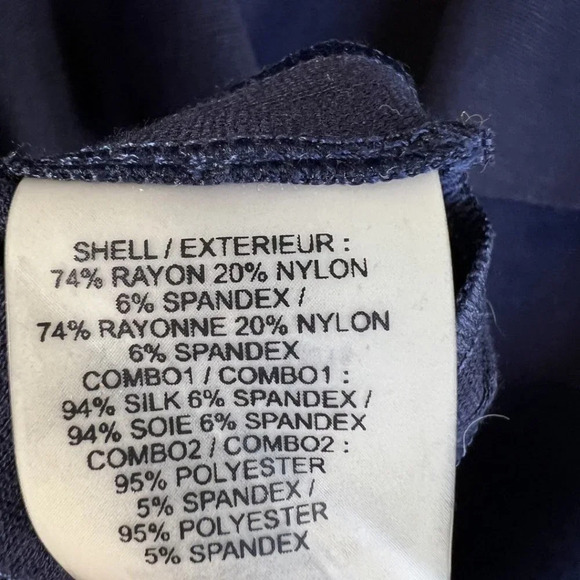 SHELL / EXTERIEUR :
74% RAYON 20% NYLON
6% SPANDEX /
74% RAYONNE 20% NYLON
6% SPANDEX
COMBO1 / COMBO1 :
94% SILK 6% SPANDEX /
94% SOIE 6% SPANDEX
COMBO2 / COMBO2 :
95% POLYESTER
5% SPANDEX /
95% POLYESTER
5% SPANDEX